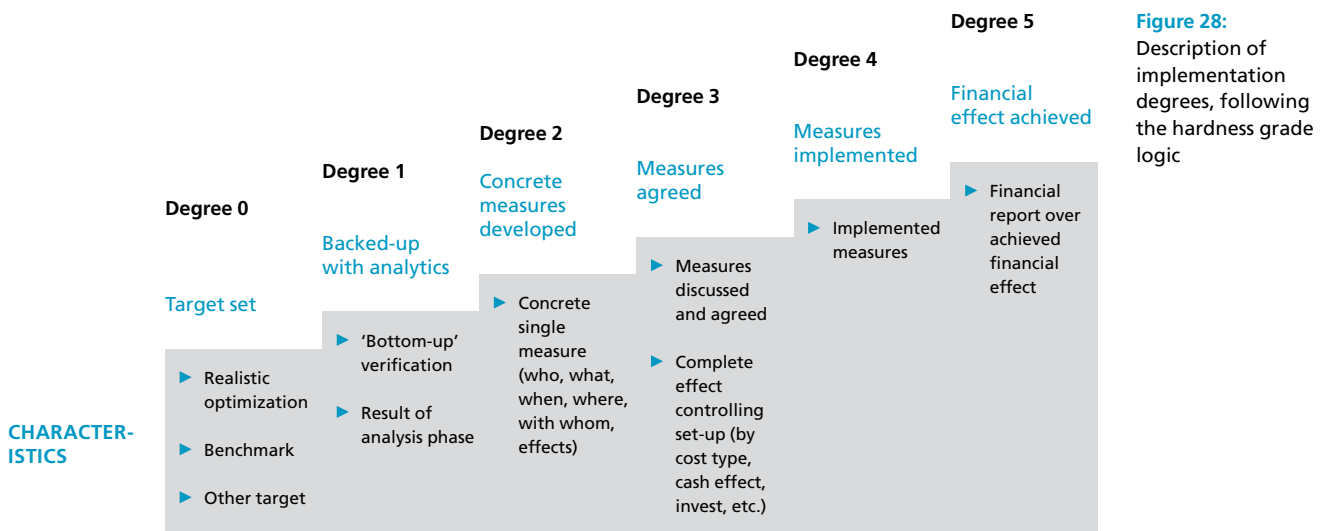 Degree 0
Target set
► Realistic
optimization
► Benchmark
► Other target
Degree 1
Backed-up
with analytics
► ‘Bottom-up’
verification
► Result of
analysis phase
Degree 2
Concrete
measures
developed
► Concrete
single
measure
(who, what,
when, where,
with whom,
effects)
Degree 3
Measures
agreed
► Measures
discussed
and agreed
► Complete
effect
controlling
set-up (by
cost type,
cash effect,
invest, etc.)
Degree 4
Measures
implemented
► Implemented
measures
Degree 5
Financial
effect achieved
► Financial
report over
achieved
financial
effect
CHARACTER-
ISTICS
Figure 28:
Description of
implementation
degrees, following
the hardness grade
logic